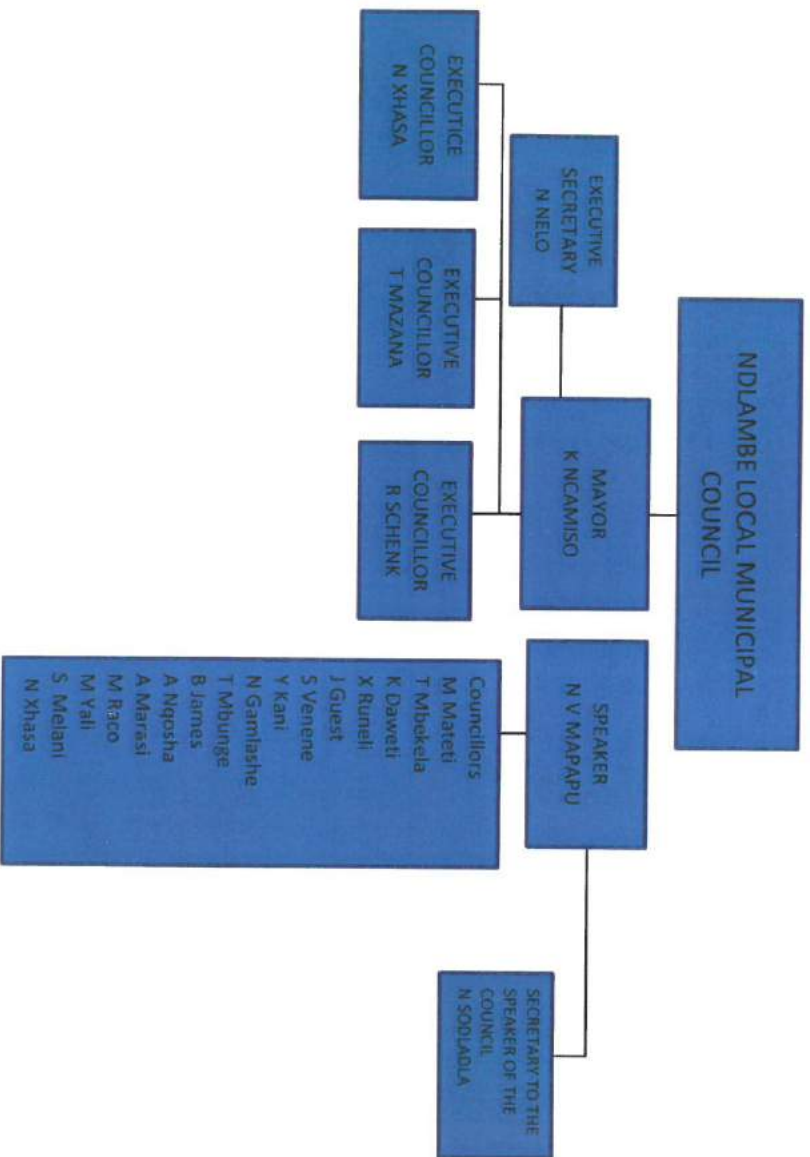 NDLAMBE LOCAL MUNICIPAL
COUNCIL
MAYOR
K NCAMISO
SPEAKER
N V MAPAPU
EXECUTIVE
SECRETARY
N NELO
SECRETARY TO THE
SPEAKER OF THE
COUNCIL
N SODLADLA
EXECUTICE
COUNCILLOR
N XHASA
EXECUTIVE
COUNCILLOR
T MAZANA
EXECUTIVE
COUNCILLOR
R SCHENK
Councillors
M Mateti
T Mbekela
K Daweti
X Runeli
J Guest
S Venene
Y Kani
N Gamlashe
T Mbunge
B James
A Nqosha
A Marasi
M Raco
M Yali
S Melani
N Xhasa